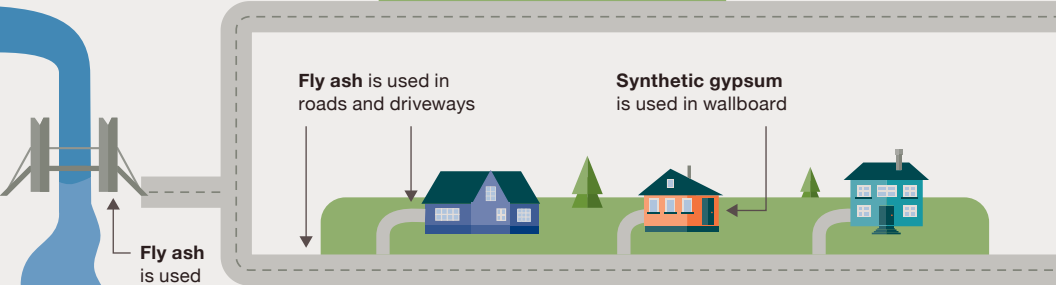 Fly ash is used in
roads and driveways
Synthetic gypsum
is used in wallboard
Fly ash
is used